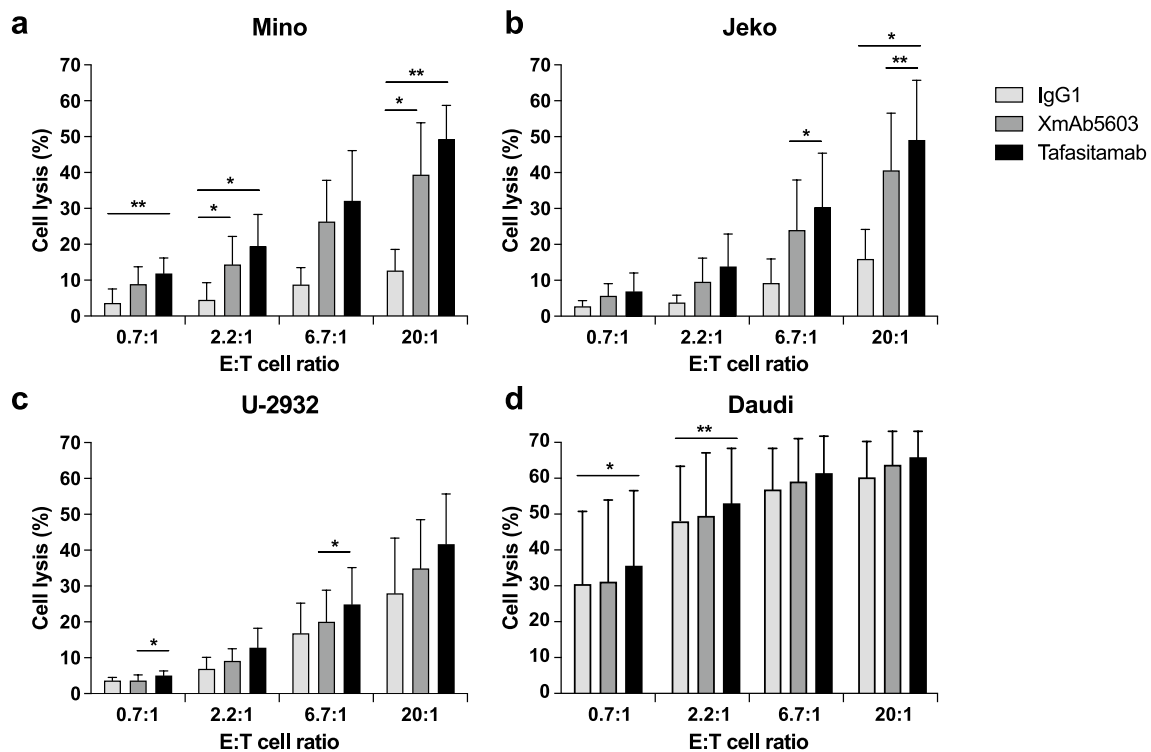 a
Mino
Cell lysis (%)
70
60
50
40
30
20
10
0
**
*
*
*
**
0.7:1 2.2:1 6.7:1 20:1
E:T cell ratio
b
Jeko
Cell lysis (%)
70
60
50
40
30
20
10
0
*
*
**
0.7:1 2.2:1 6.7:1 20:1
E:T cell ratio
IgG1
XmAb5603
Tafasitamab
c
U-2932
Cell lysis (%)
70
60
50
40
30
20
10
0
*
*
0.7:1 2.2:1 6.7:1 20:1
E:T cell ratio
d
Daudi
Cell lysis (%)
70
60
50
40
30
20
10
0
*
**
0.7:1 2.2:1 6.7:1 20:1
E:T cell ratio